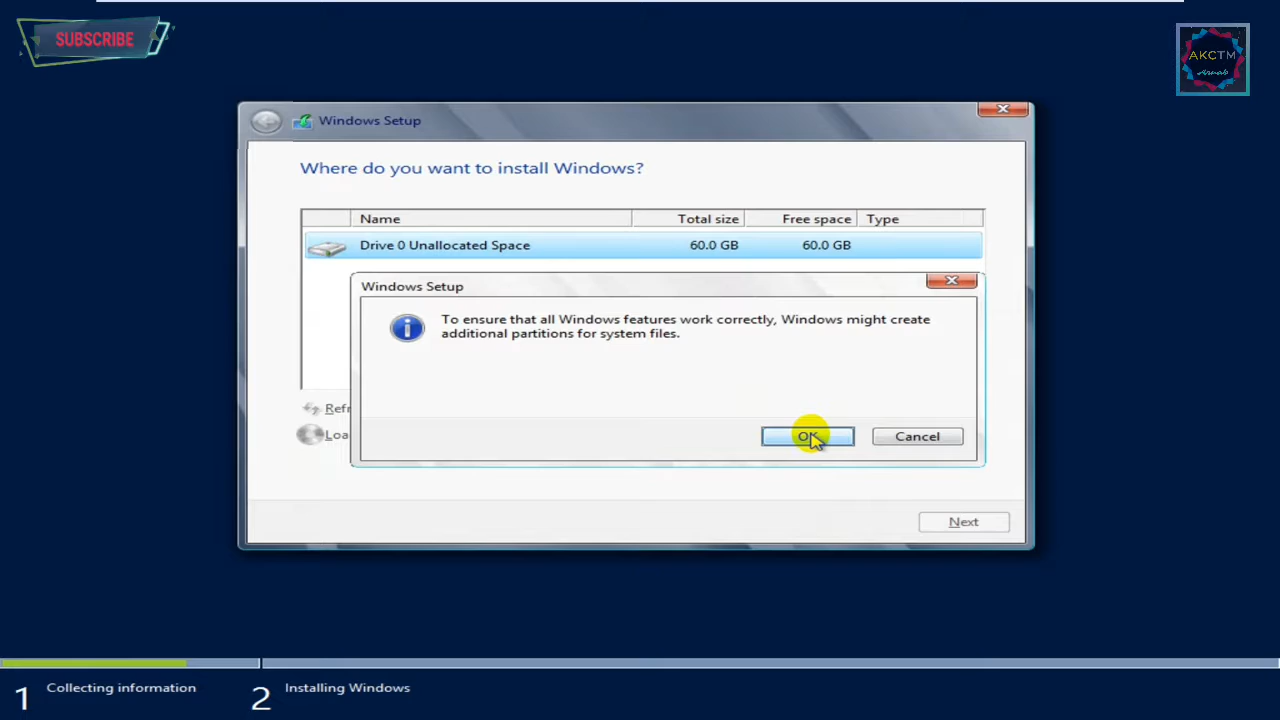 SUBSCRIBE
AKCTM
Arnab
Windows Setup
Where do you want to install Windows?
Name Total size Free space Type
Drive 0 Unallocated Space 60.0 GB 60.0 GB
Windows Setup
To ensure that all Windows features work correctly, Windows might create
additional partitions for system files.
Refr
Loa
OK Cancel
Next
1 Collecting information 2 Installing Windows